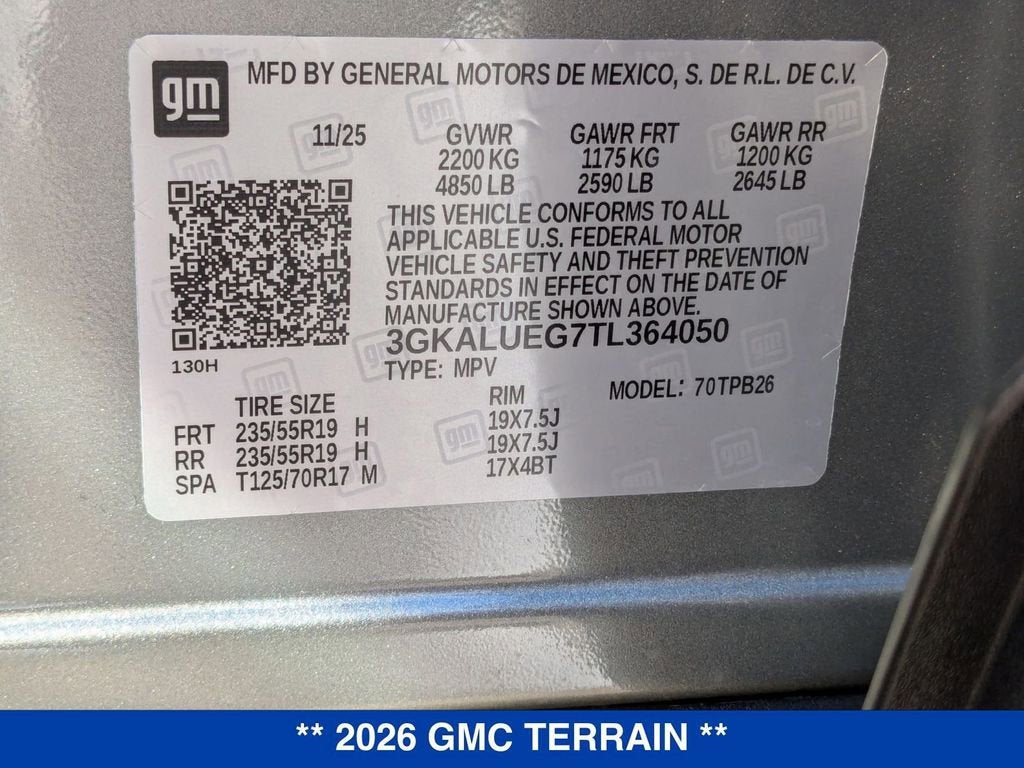 gm MFD BY GENERAL MOTORS DE MEXICO, S. DE R.L. DE C.V.
11/25 GVWR GAWR FRT GAWR RR
2200 KG 1175 KG 1200 KG
4850 LB 2590 LB 2645 LB
THIS VEHICLE CONFORMS TO ALL
APPLICABLE U.S. FEDERAL MOTOR
VEHICLE SAFETY AND THEFT PREVENTION
STANDARDS IN EFFECT ON THE DATE OF
MANUFACTURE SHOWN ABOVE.
3GKALUEG7TL364050
130H
TYPE: MPV MODEL: 70TPB26
TIRE SIZE RIM
FRT 235/55R19 H 19X7.5J
RR 235/55R19 H 19X7.5J
SPA T125/70R17 M 17X4BT
** 2026 GMC TERRAIN **